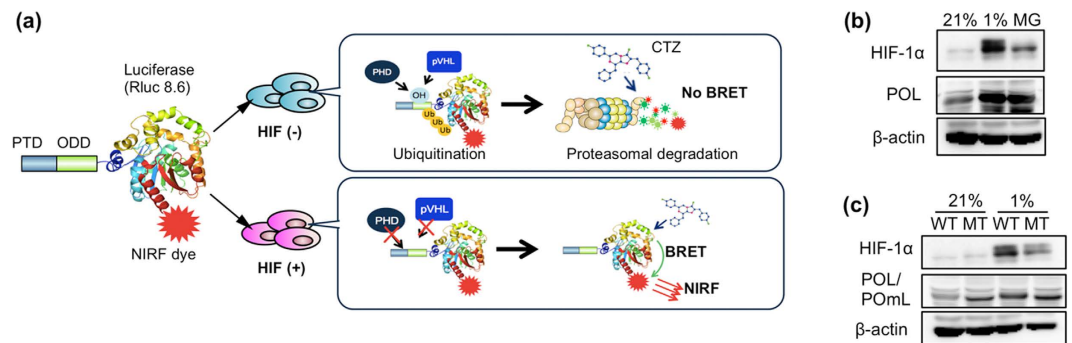 (a)
Luciferase
(Rluc 8.6)
PTD ODD
NIRF dye
HIF (-)
HIF (+)
PHD
pVHL
OH
Ub
Ub
Ub
Ubiquitination
CTZ
No BRET
Proteasomal degradation
PHD
pVHL
BRET
NIRF
(b)
21% 1% MG
HIF-1α
POL
β-actin
(c)
21% 1%
WT MT WT MT
HIF-1α
POL/
POmL
β-actin